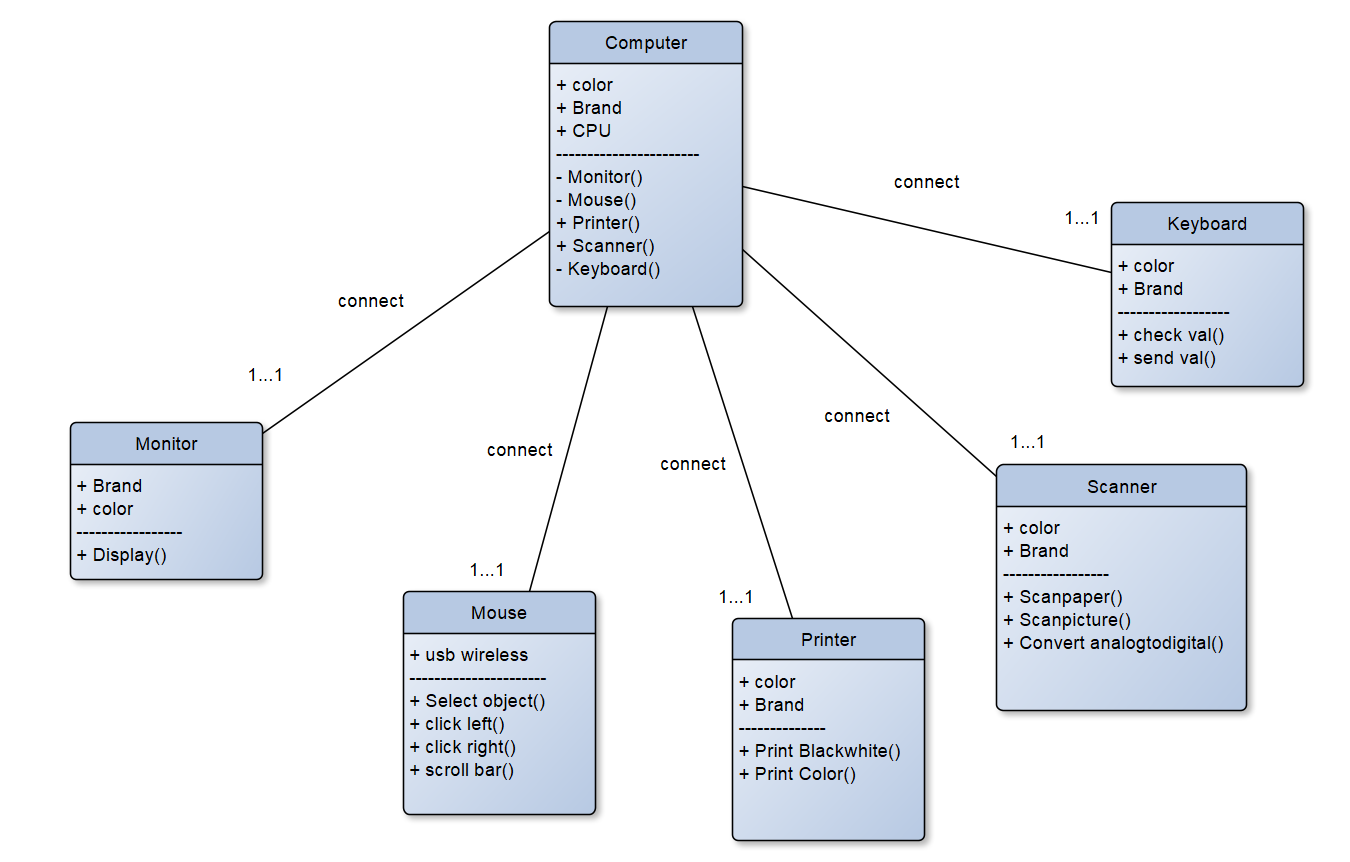 Computer
+ color
+ Brand
+ CPU
-----------------------
- Monitor()
- Mouse()
+ Printer()
+ Scanner()
- Keyboard()
connect
1...1
Keyboard
+ color
+ Brand
------------------
+ check val()
+ send val()
connect
1...1
Monitor
+ Brand
+ color
-----------------
+ Display()
connect
1...1
Mouse
+ usb wireless
----------------------
+ Select object()
+ click left()
+ click right()
+ scroll bar()
connect
1...1
Printer
+ color
+ Brand
--------------
+ Print Blackwhite()
+ Print Color()
connect
1...1
Scanner
+ color
+ Brand
-----------------
+ Scanpaper()
+ Scanpicture()
+ Convert analogtodigital()